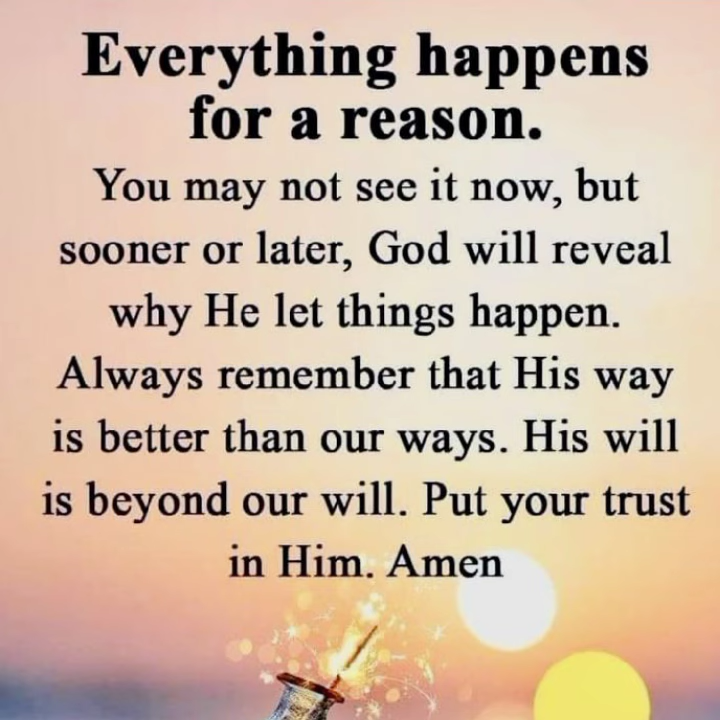 Everything happens
for a reason.
You may not see it now, but
sooner or later, God will reveal
why He let things happen.
Always remember that His way
is better than our ways. His will
is beyond our will. Put your trust
in Him. Amen